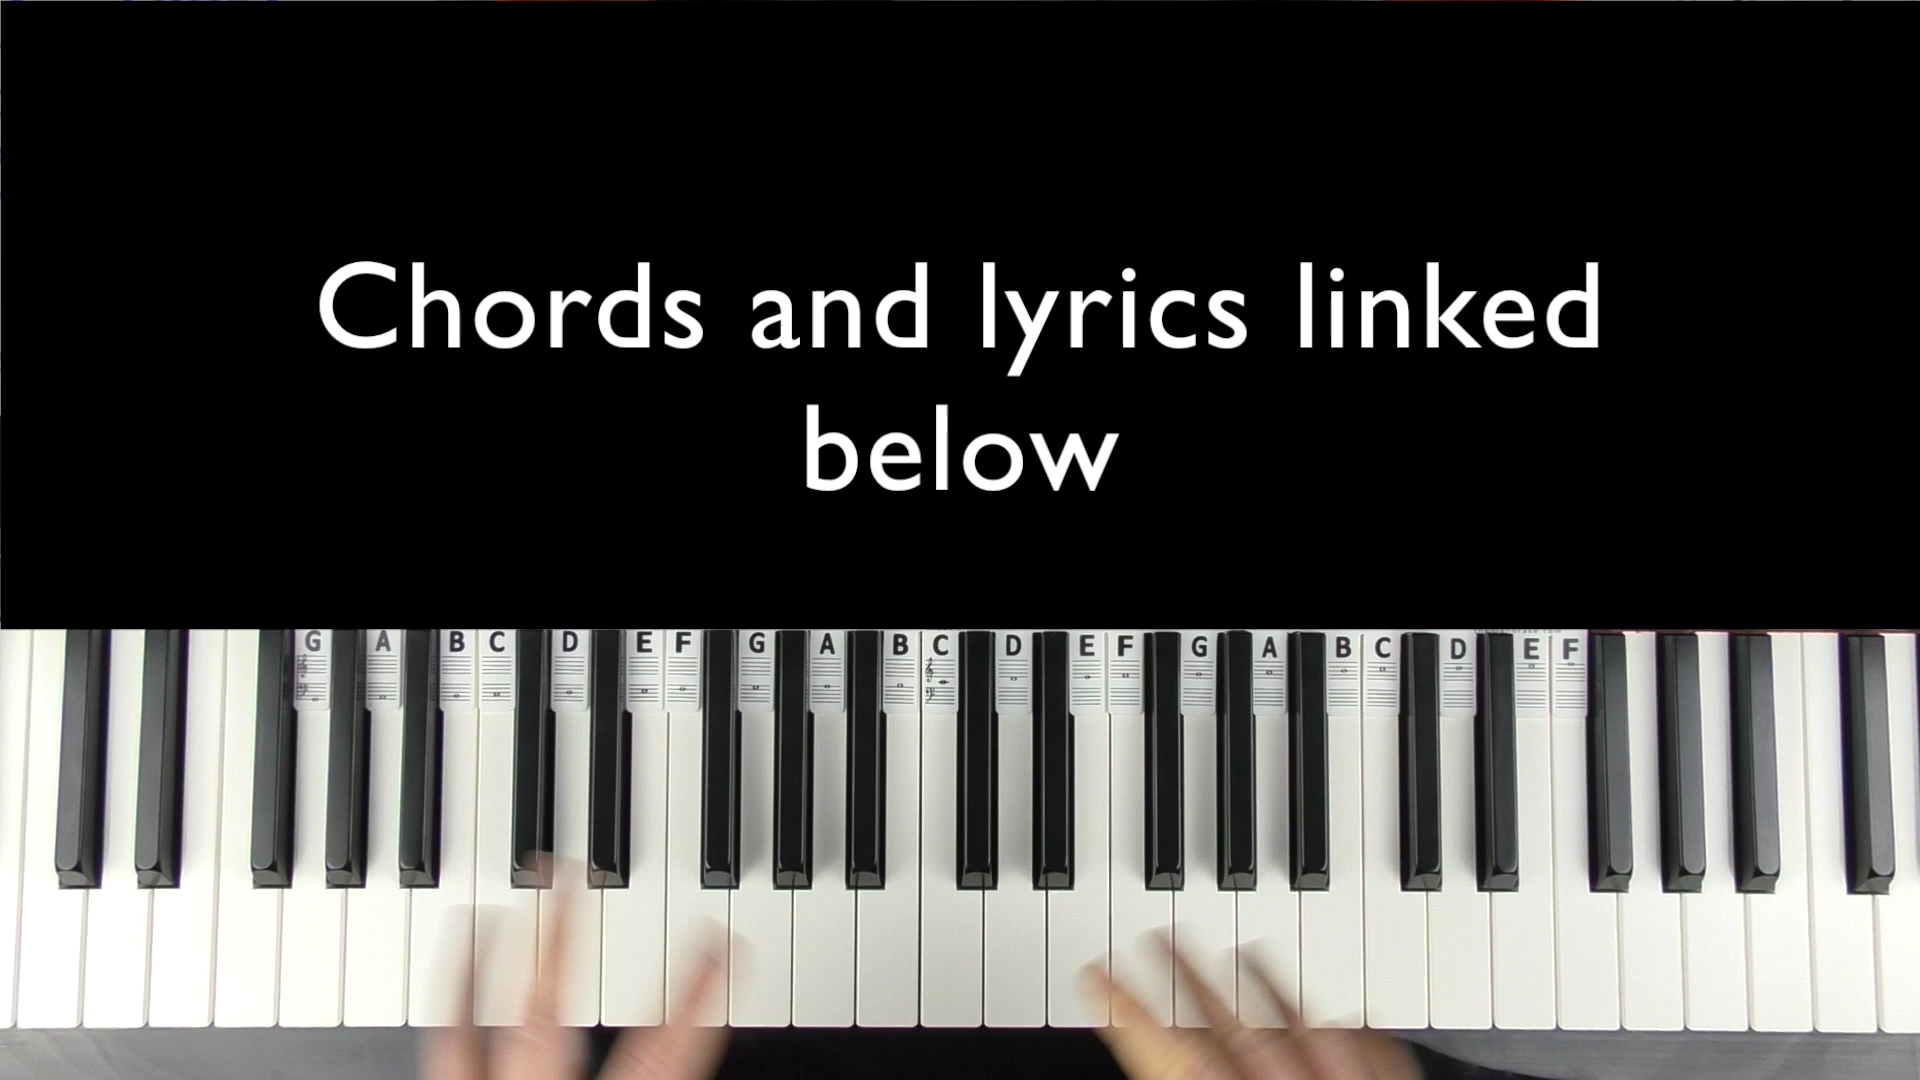 Chords and lyrics linked
below
G A B C D E F G A B C D E F G A B C D E F